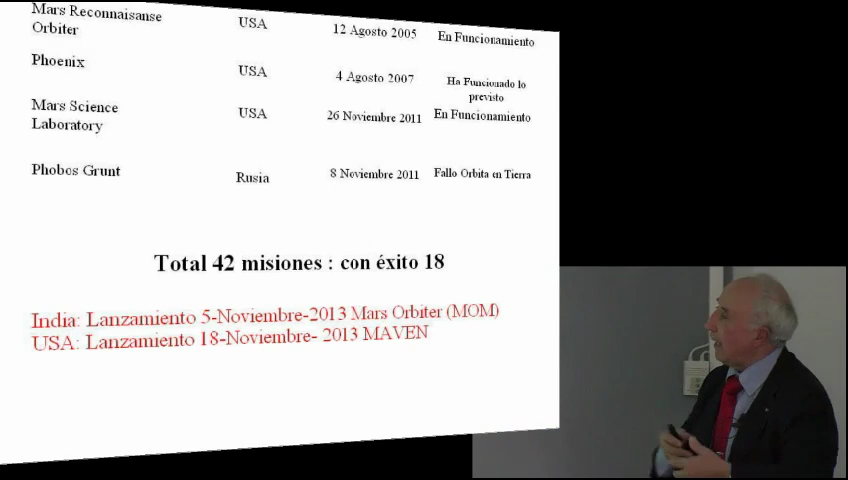 Mars Reconnaisanse
Orbiter
USA
12 Agosto 2005
En Funcionamiento
Phoenix
USA
4 Agosto 2007
Ha Funcionado lo
previsto
Mars Science
Laboratory
USA
26 Noviembre 2011
En Funcionamiento
Phobos Grunt
Rusia
8 Noviembre 2011
Fallo Orbita en Tierra
Total 42 misiones : con éxito 18
India: Lanzamiento 5-Noviembre-2013 Mars Orbiter (MOM)
USA: Lanzamiento 18-Noviembre- 2013 MAVEN